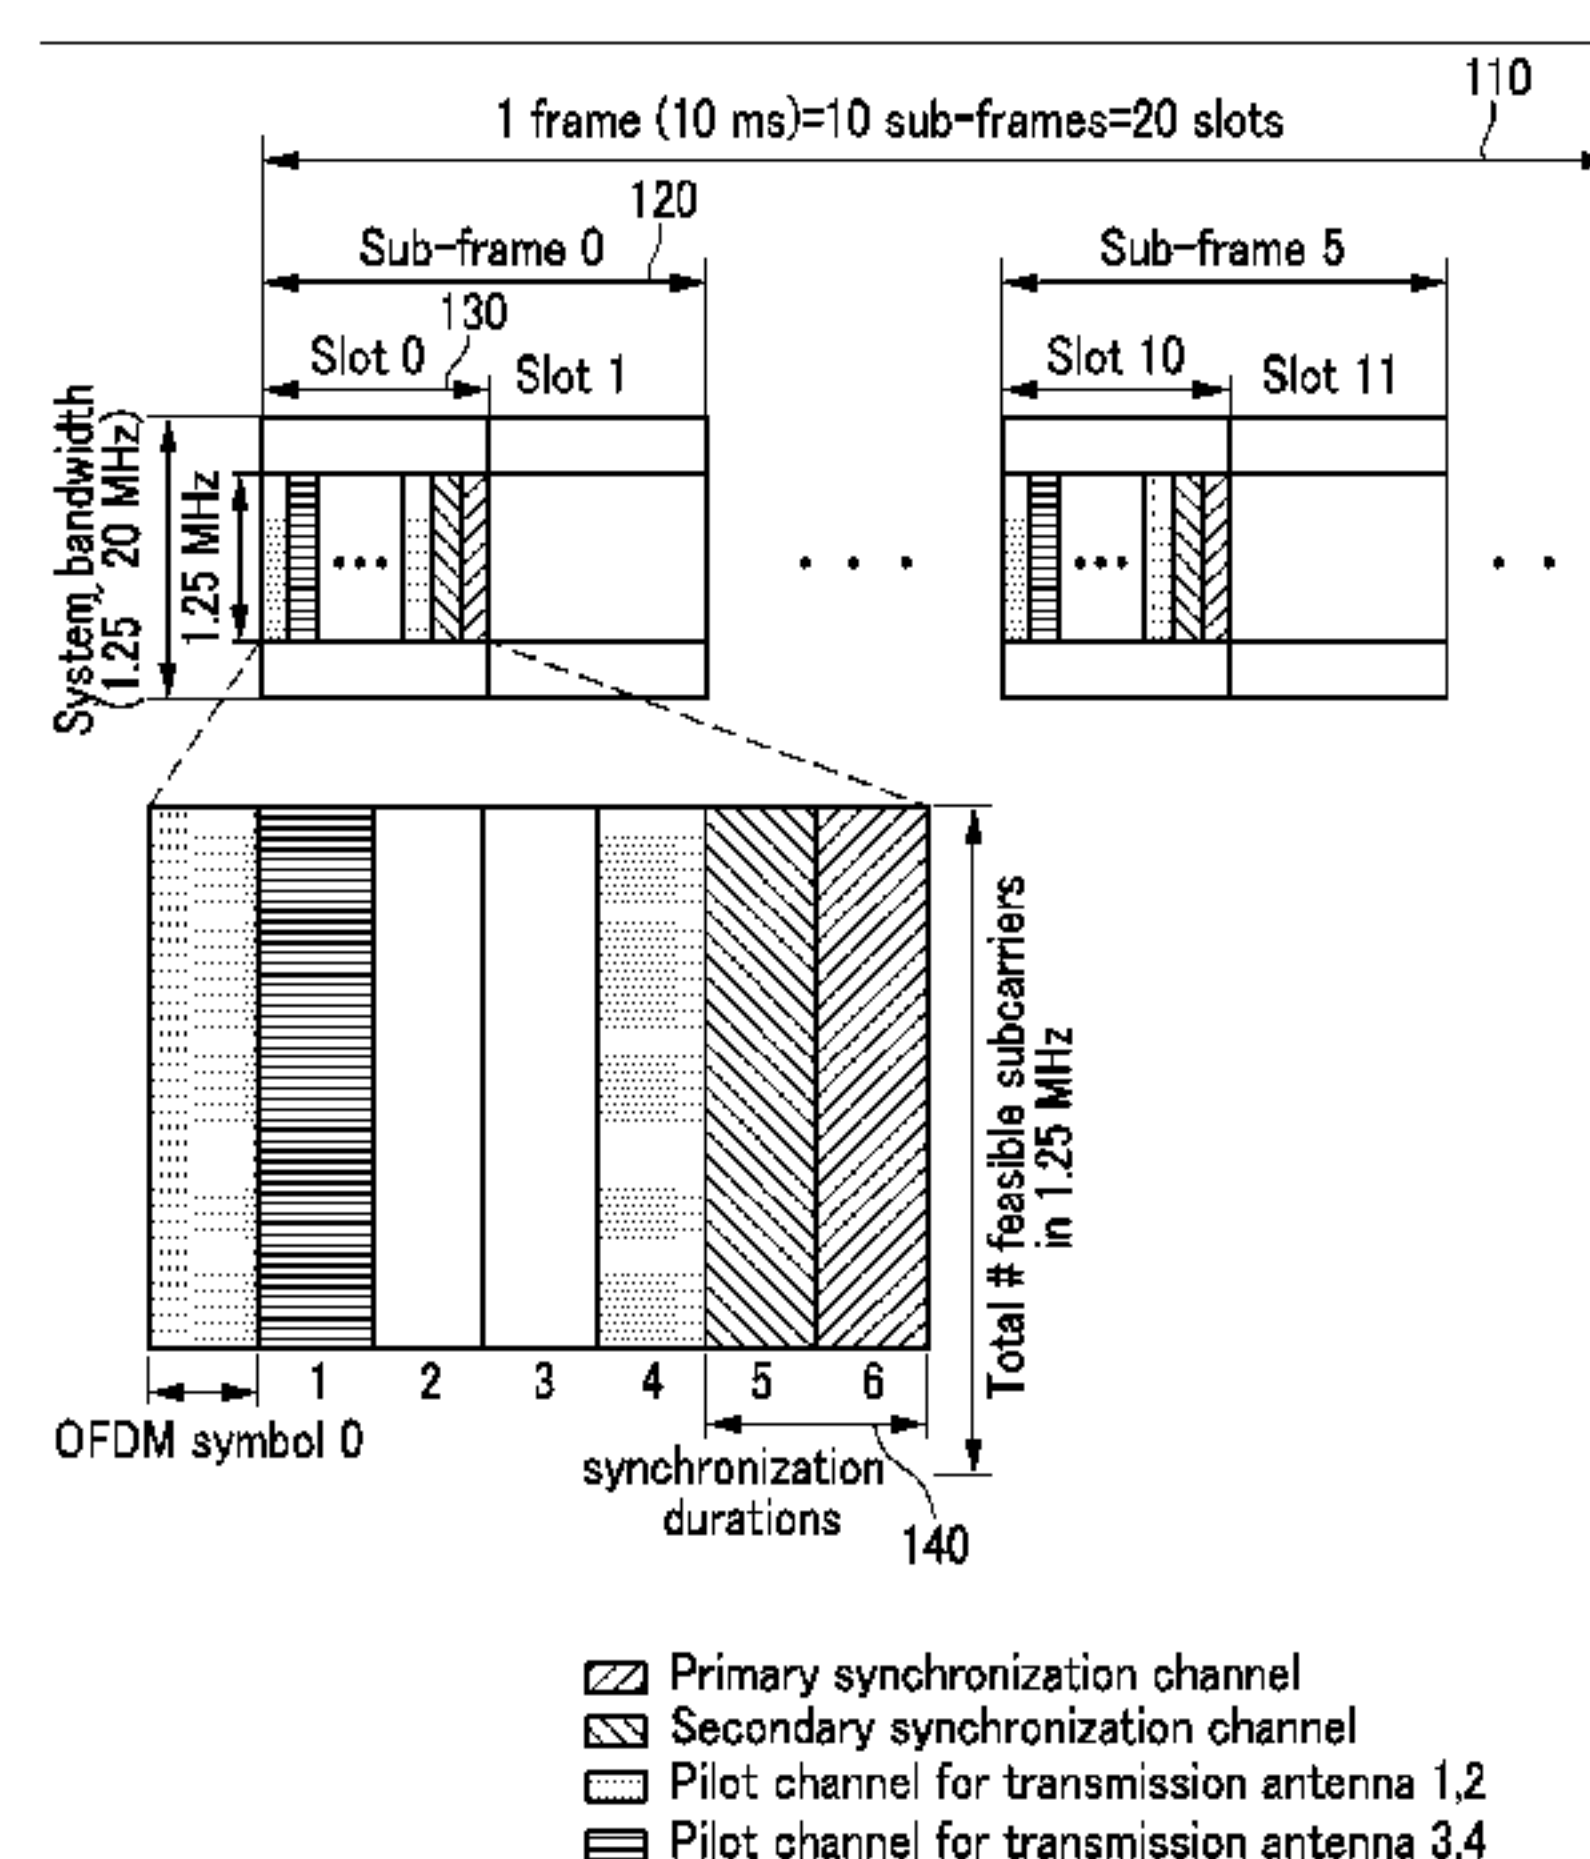 110
1 frame (10 ms)=10 sub-frames=20 slots
120
Sub-frame 0
Sub-frame 5
130
Slot 0
Slot 1
Slot 10
Slot 11
System bandwidth
(1.25 20 MHz)
1.25 MHz
Total # feasible subcarriers
in 1.25 MHz
1 2 3 4 5 6
OFDM symbol 0
synchronization
durations
140
Primary synchronization channel
Secondary synchronization channel
Pilot channel for transmission antenna 1,2
Pilot channel for transmission antenna 3,4